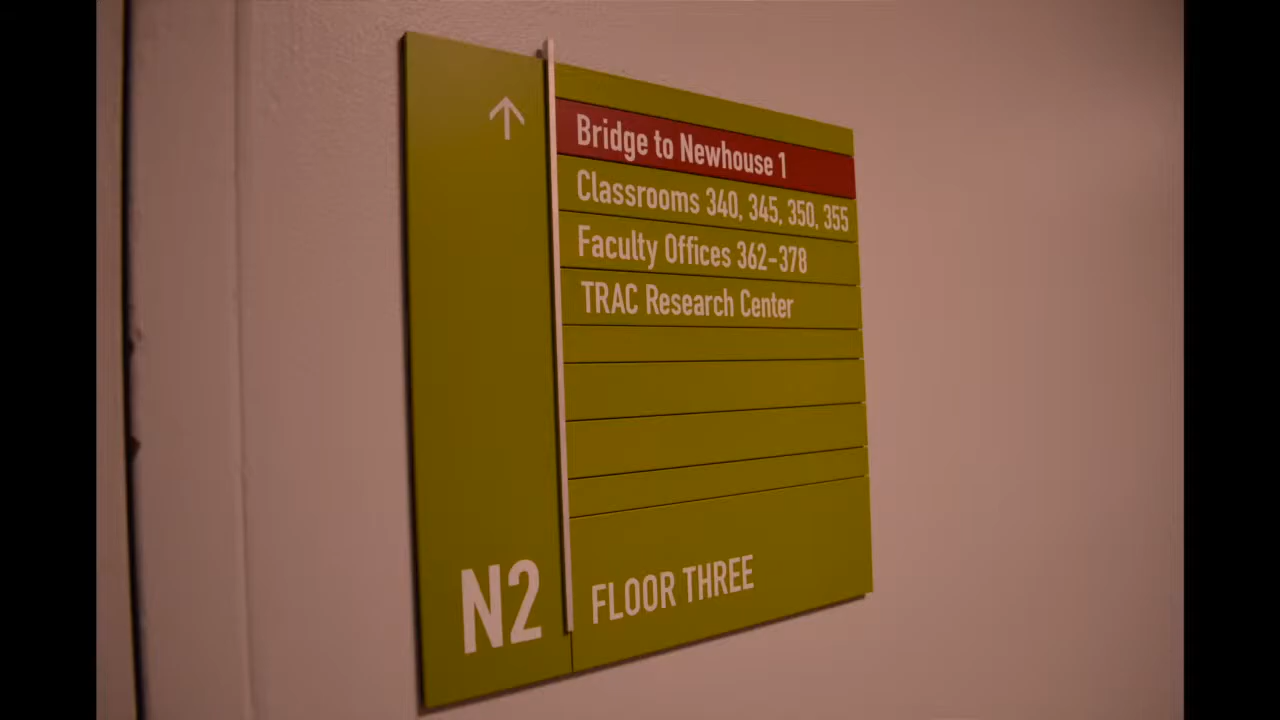 Bridge to Newhouse 1
Classrooms 340, 345, 350, 355
Faculty Offices 362-378
TRAC Research Center
N2
FLOOR THREE